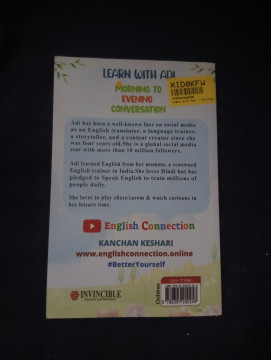 LEARN WITH ADI
MORNING TO
EVENING
CONVERSATION
XIDBKFW
Adi has been a well-known face on social media
as an English translator, a language trainer,
a storyteller, and a content creator since she
was four years old.She is a global social media
star with more than 10 million followers.
Adi learned English from her mumma, a renowned
English trainer in India.She loves Hindi but has
pledged to Speak English to train millions of
people daily.
She loves to play chess/carom & watch cartoons in
her leisure time.
English Connection
KANCHAN KESHARI
www.englishconnection.online
#BetterYourself
INVINCIBLE
Children